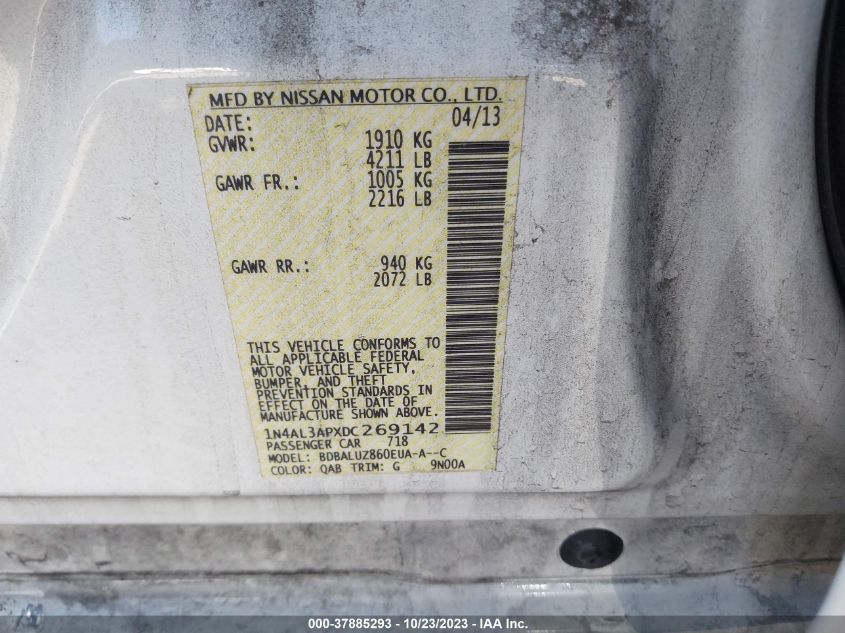 MFD BY NISSAN MOTOR CO., LTD.
DATE: 04/13
GVWR: 1910 KG
4211 LB
GAWR FR.: 1005 KG
2216 LB
GAWR RR.: 940 KG
2072 LB
THIS VEHICLE CONFORMS TO
ALL APPLICABLE FEDERAL
MOTOR VEHICLE SAFETY,
BUMPER, AND THEFT
PREVENTION STANDARDS IN
EFFECT ON THE DATE OF
MANUFACTURE SHOWN ABOVE.
1N4AL3APXDC269142
PASSENGER CAR 718
MODEL: BDBALUZ860EUA-A--C
COLOR: QAB TRIM: G 9N00A
000-37885293 - 10/23/2023 - IAAI Inc.